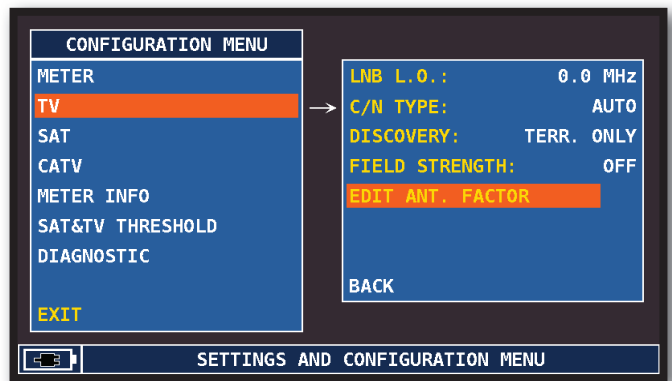 CONFIGURATION MENU
METER
TV
SAT
CATV
METER INFO
SAT&TV THRESHOLD
DIAGNOSTIC
EXIT
→
LNB L.O.: 0.0 MHz
C/N TYPE: AUTO
DISCOVERY: TERR. ONLY
FIELD STRENGTH: OFF
EDIT ANT. FACTOR
BACK
SETTINGS AND CONFIGURATION MENU